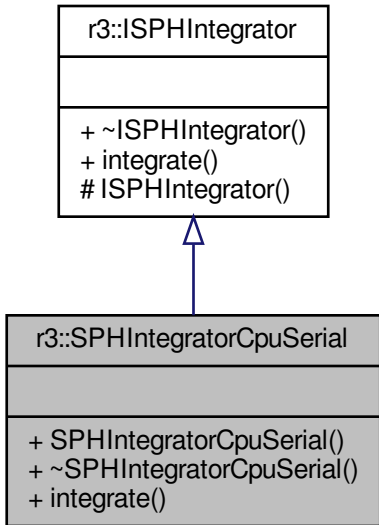 r3::ISPHIntegrator
+ ~ISPHIntegrator()
+ integrate()
# ISPHIntegrator()
r3::SPHIntegratorCpuSerial
+ SPHIntegratorCpuSerial()
+ ~SPHIntegratorCpuSerial()
+ integrate()